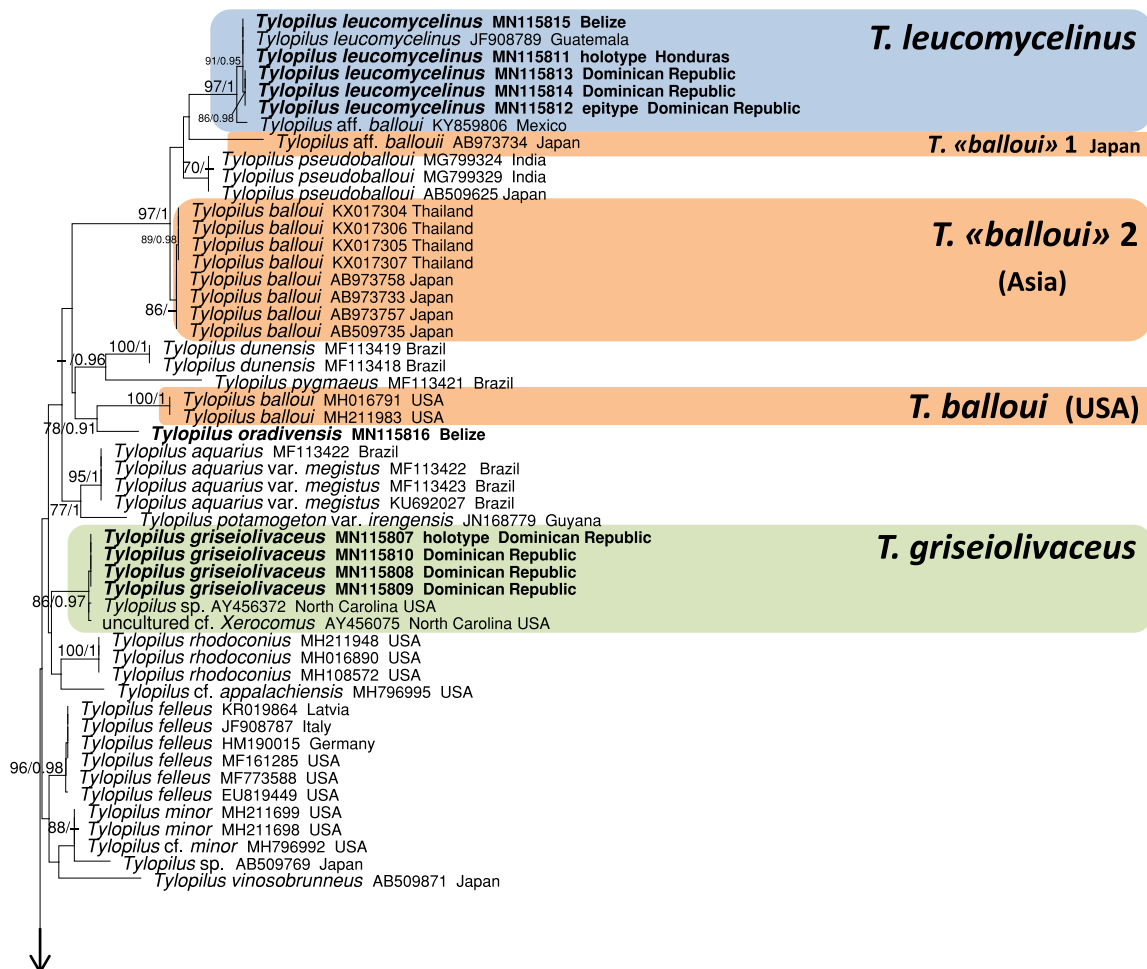 Tylopilus leucomycelinus MN115815 Belize
Tylopilus leucomycelinus JF908789 Guatemala
T. leucomycelinus
91/0.95
Tylopilus leucomycelinus MN115811 holotype Honduras
Tylopilus leucomycelinus MN115813 Dominican Republic
97/1
Tylopilus leucomycelinus MN115814 Dominican Republic
Tylopilus leucomycelinus MN115812 epitype Dominican Republic
86/0.98
Tylopilus aff. balloui KY859806 Mexico
Tylopilus aff. ballouii AB973734 Japan
T. «balloui» 1 Japan
Tylopilus pseudoballoui MG799324 India
70/-
Tylopilus pseudoballoui MG799329 India
Tylopilus pseudoballoui AB509625 Japan
97/1
Tylopilus balloui KX017304 Thailand
Tylopilus balloui KX017306 Thailand
89/0.98
Tylopilus balloui KX017305 Thailand
T. «balloui» 2
Tylopilus balloui KX017307 Thailand
Tylopilus balloui AB973758 Japan
(Asia)
Tylopilus balloui AB973733 Japan
86/-
Tylopilus balloui AB973757 Japan
Tylopilus balloui AB509735 Japan
100/1
Tylopilus dunensis MF113419 Brazil
-/0.96
Tylopilus dunensis MF113418 Brazil
Tylopilus pygmaeus MF113421 Brazil
100/1
Tylopilus balloui MH016791 USA
T. balloui (USA)
Tylopilus balloui MH211983 USA
78/0.91
Tylopilus oradivensis MN115816 Belize
Tylopilus aquarius MF113422 Brazil
Tylopilus aquarius var. megistus MF113422 Brazil
95/1
Tylopilus aquarius var. megistus MF113423 Brazil
Tylopilus aquarius var. megistus KU692027 Brazil
77/1
Tylopilus potamogeton var. irengensis JN168779 Guyana
Tylopilus griseiolivaceus MN115807 holotype Dominican Republic
T. griseiolivaceus
Tylopilus griseiolivaceus MN115810 Dominican Republic
Tylopilus griseiolivaceus MN115808 Dominican Republic
Tylopilus griseiolivaceus MN115809 Dominican Republic
86/0.97
Tylopilus sp. AY456372 North Carolina USA
uncultured cf. Xerocomus AY456075 North Carolina USA
Tylopilus rhodoconius MH211948 USA
100/1
Tylopilus rhodoconius MH016890 USA
Tylopilus rhodoconius MH108572 USA
Tylopilus cf. appalachiensis MH796995 USA
Tylopilus felleus KR019864 Latvia
Tylopilus felleus JF908787 Italy
Tylopilus felleus HM190015 Germany
96/0.98
Tylopilus felleus MF161285 USA
Tylopilus felleus MF773588 USA
Tylopilus felleus EU819449 USA
Tylopilus minor MH211699 USA
88/-
Tylopilus minor MH211698 USA
Tylopilus cf. minor MH796992 USA
Tylopilus sp. AB509769 Japan
Tylopilus vinosobrunneus AB509871 Japan